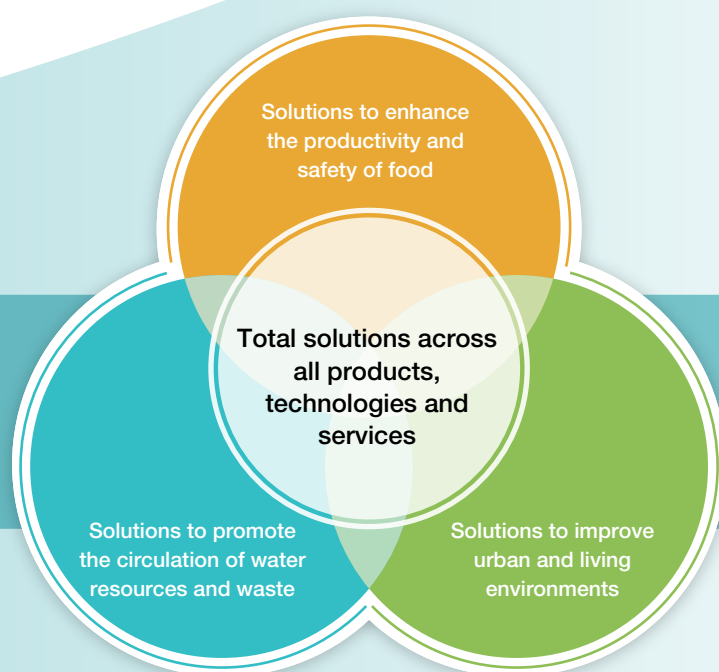 Solutions to enhance
the productivity and
safety of food
Total solutions across
all products,
technologies and
services
Solutions to promote
the circulation of water
resources and waste
Solutions to improve
urban and living
environments